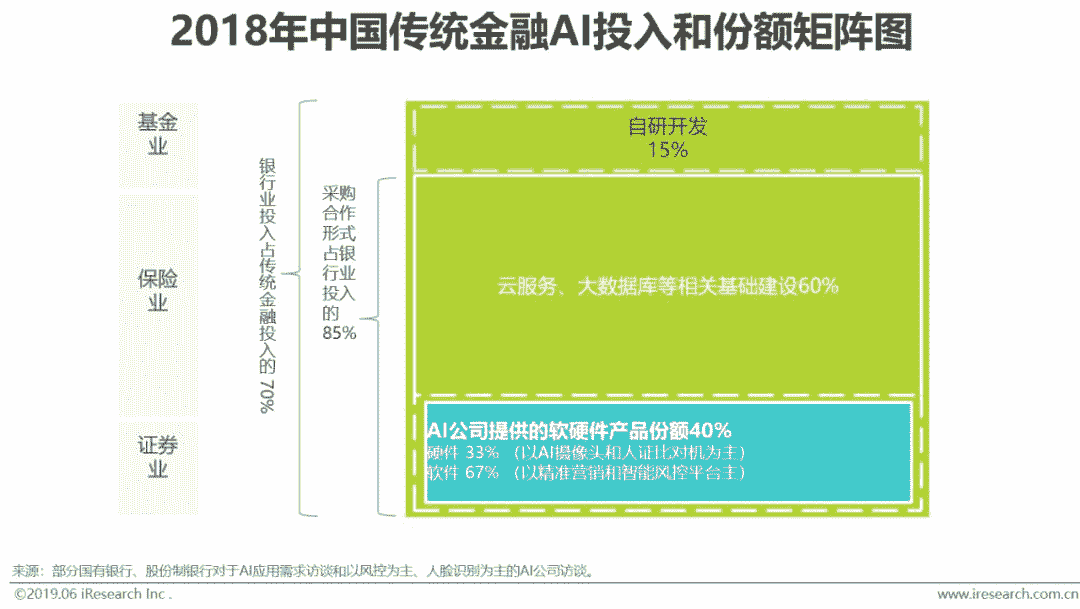 2018年中国传统金融AI投入和份额矩阵图
基金
业
保险
业
证券
业
银行业投入占传统金融投入的 70%
采购
合作
形式
占银
行业
投入
的
85%
自研开发
15%
云服务、大数据库等相关基础建设60%
AI公司提供的软硬件产品份额40%
硬件 33% （以AI摄像头和人证比对机为主）
软件 67% （以精准营销和智能风控平台主）
来源：部分国有银行、股份制银行对于AI应用需求访谈和以风控为主、人脸识别为主的AI公司访谈。
©2019.06 iResearch Inc .
www.iresearch.com.cn